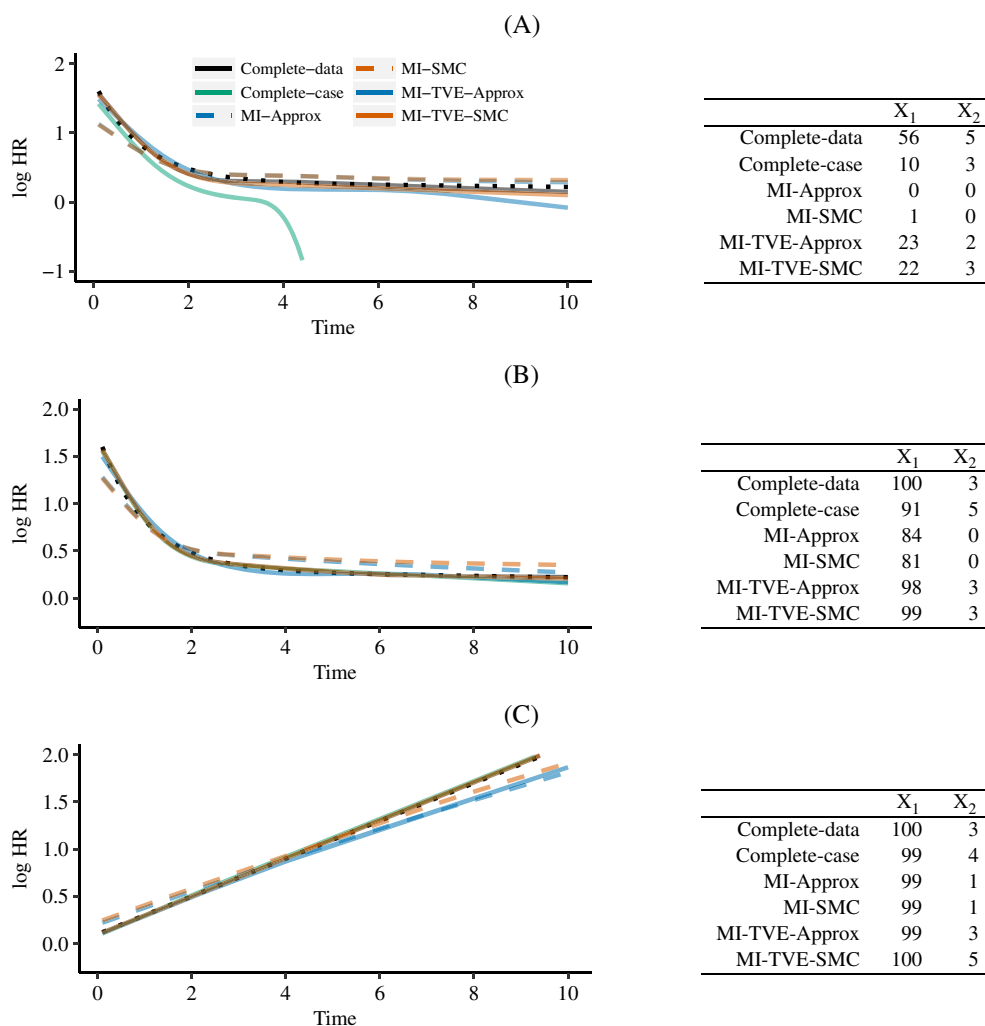 (A)
log HR
2
1
0
−1
Complete−data
Complete−case
MI−Approx
MI−SMC
MI−TVE−Approx
MI−TVE−SMC
0 2 4 6 8 10
Time
X1 X2
Complete-data 56 5
Complete-case 10 3
MI-Approx 0 0
MI-SMC 1 0
MI-TVE-Approx 23 2
MI-TVE-SMC 22 3
(B)
log HR
2.0
1.5
1.0
0.5
0.0
0 2 4 6 8 10
Time
X1 X2
Complete-data 100 3
Complete-case 91 5
MI-Approx 84 0
MI-SMC 81 0
MI-TVE-Approx 98 3
MI-TVE-SMC 99 3
(C)
log HR
2.0
1.5
1.0
0.5
0.0
0 2 4 6 8 10
Time
X1 X2
Complete-data 100 3
Complete-case 99 4
MI-Approx 99 1
MI-SMC 99 1
MI-TVE-Approx 99 3
MI-TVE-SMC 100 5